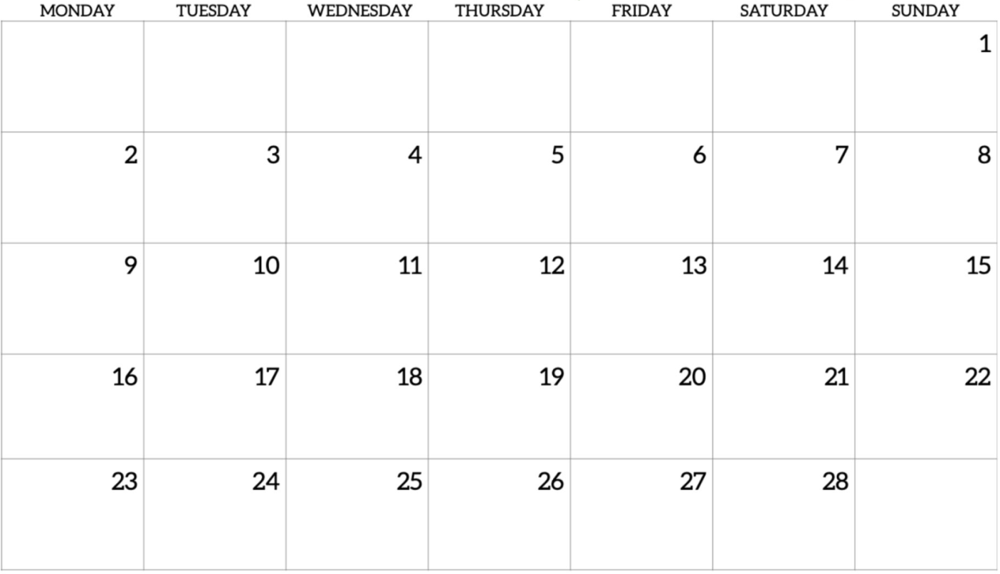 MONDAY TUESDAY WEDNESDAY THURSDAY FRIDAY SATURDAY SUNDAY
1
2 3 4 5 6 7 8
9 10 11 12 13 14 15
16 17 18 19 20 21 22
23 24 25 26 27 28